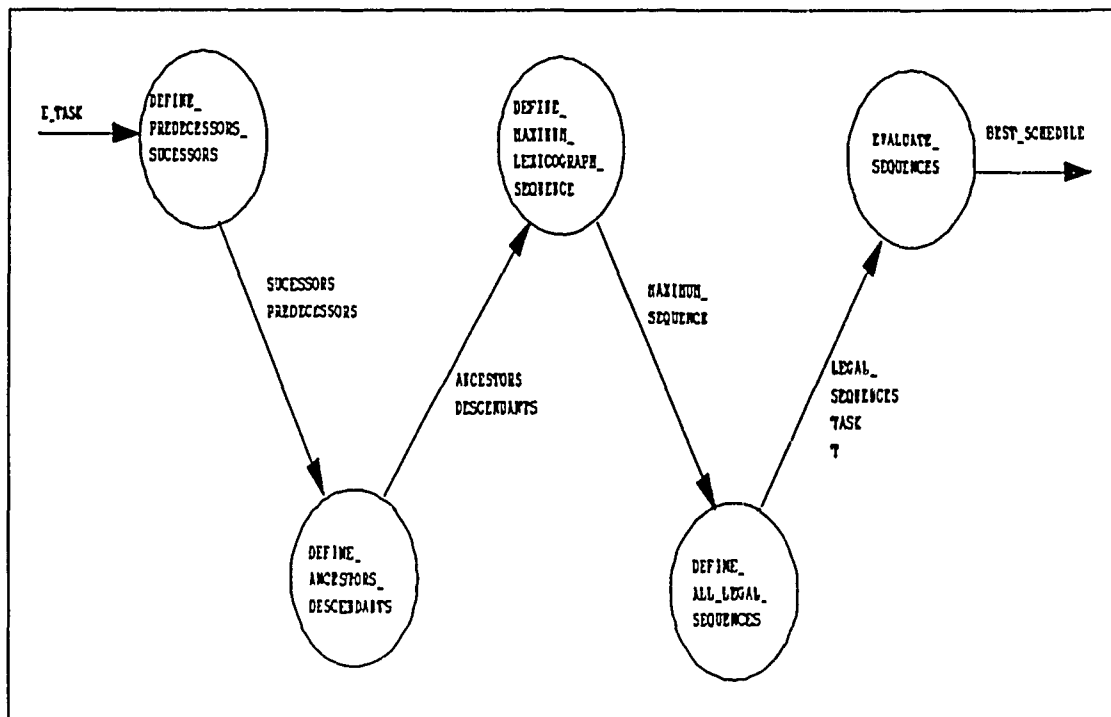 E_TASK
DEFINE_
PREDECESSORS_
SUCESSORS
SUCESSORS
PREDECESSORS
DEFINE_
ANCESTORS_
DESCENDANTS
ANCESTORS
DESCENDANTS
DEFINE_
MAXIMUM_
LEXICOGRAPH_
SEQUENCE
MAXIMUM_
SEQUENCE
DEFINE_
ALL_LEGAL_
SEQUENCES
LEGAL_
SEQUENCES
TASK
T
EVALUATE_
SEQUENCES
BEST_SCHEDULE